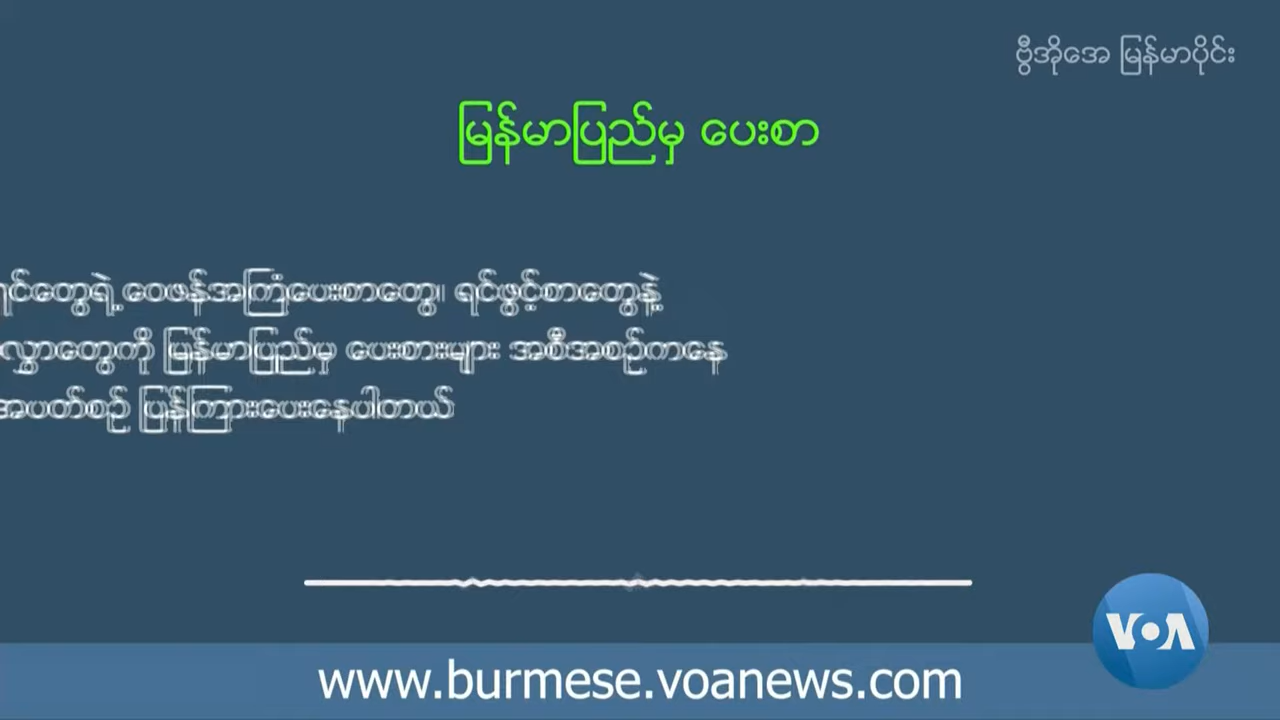 ဗွီအိုအေ မြန်မာပိုင်း
မြန်မာပြည်မှ ပေးစာ
ရှင်တွေရဲ့ ဝေဖန်အကြံပေးစာတွေ၊ ရင်ဖွင့်စာတွေနဲ့
လွှာတွေကို မြန်မာပြည်မှ ပေးစားများ အစီအစဉ်ကနေ
အပတ်စဉ် ပြန်ကြားပေးနေပါတယ်
VOA
www.burmese.voanews.com